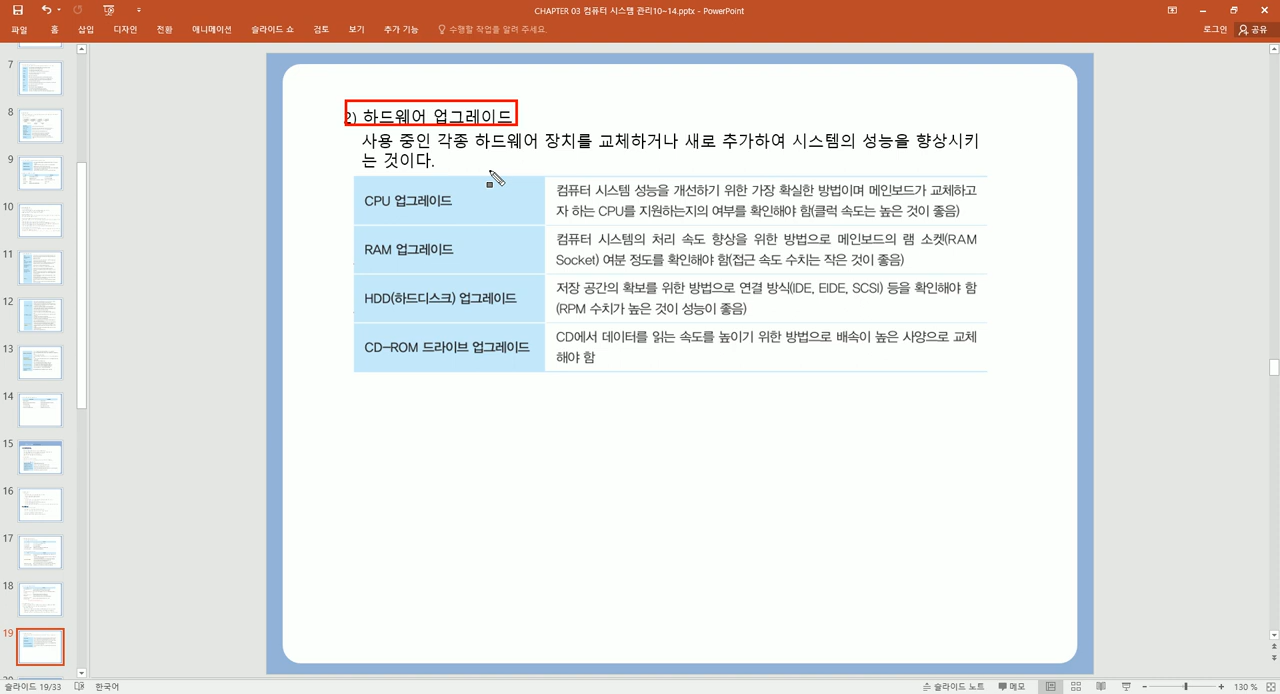 CHAPTER 03 컴퓨터 시스템 관리10~14.pptx - PowerPoint
파일 홈 삽입 디자인 전환 애니메이션 슬라이드 쇼 검토 보기 추가 기능 수행할 작업을 알려 주세요. 로그인 공유
7
8
9
10
11
12
13
14
15
16
17
18
19
2) 하드웨어 업그레이드
사용 중인 각종 하드웨어 장치를 교체하거나 새로 추가하여 시스템의 성능을 향상시키
는 것이다.
CPU 업그레이드
컴퓨터 시스템 성능을 개선하기 위한 가장 확실한 방법이며 메인보드가 교체하고
자 하는 CPU를 지원하는지의 여부를 확인해야 함(클럭 속도는 높은 것이 좋음)
RAM 업그레이드
컴퓨터 시스템의 처리 속도 향상을 위한 방법으로 메인보드의 램 소켓(RAM
Socket) 여분 정도를 확인해야 함(접근 속도 수치는 작은 것이 좋음)
HDD(하드디스크) 업그레이드
저장 공간의 확보를 위한 방법으로 연결 방식(IDE, EIDE, SCSI) 등을 확인해야 함
(RPM 수치가 높은 것이 성능이 좋음)
CD-ROM 드라이브 업그레이드
CD에서 데이터를 읽는 속도를 높이기 위한 방법으로 배속이 높은 사양으로 교체
해야 함
슬라이드 19/33 한국어 슬라이드 노트 메모 130 %